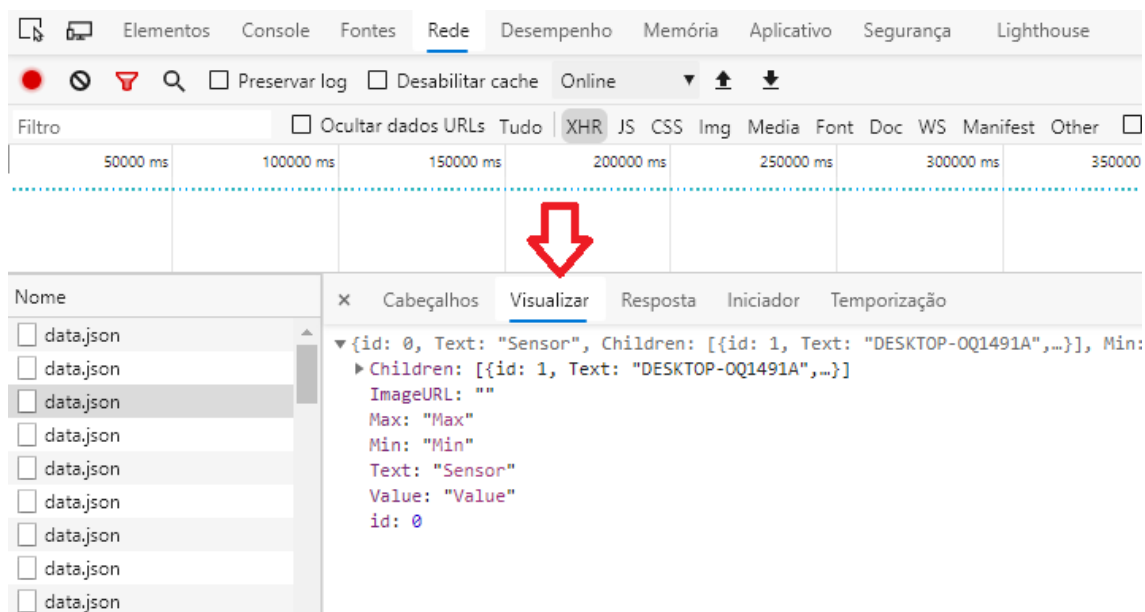 Elementos Console Fontes Rede Desempenho Memória Aplicativo Segurança Lighthouse
Preservar log Desabilitar cache Online
Filtro Ocultar dados URLs Tudo XHR JS CSS Img Media Font Doc WS Manifest Other
50000 ms 100000 ms 150000 ms 200000 ms 250000 ms 300000 ms 350000
Nome
data.json
data.json
data.json
data.json
data.json
data.json
data.json
data.json
data.json
× Cabeçalhos Visualizar Resposta Iniciador Temporização
{id: 0, Text: "Sensor", Children: [{id: 1, Text: "DESKTOP-OQ1491A",…}], Min:
Children: [{id: 1, Text: "DESKTOP-OQ1491A",…}]
ImageURL: ""
Max: "Max"
Min: "Min"
Text: "Sensor"
Value: "Value"
id: 0